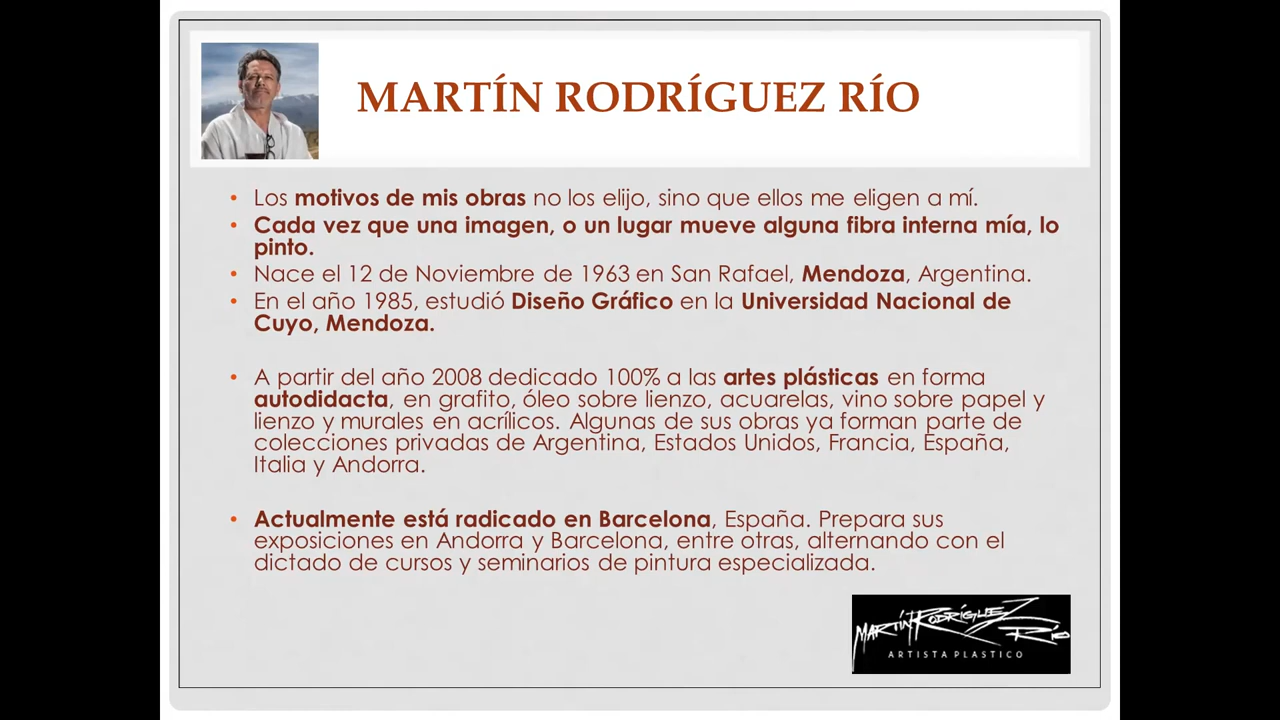 MARTÍN RODRÍGUEZ RÍO
• Los motivos de mis obras no los elijo, sino que ellos me eligen a mí.
• Cada vez que una imagen, o un lugar mueve alguna fibra interna mía, lo
pinto.
• Nace el 12 de Noviembre de 1963 en San Rafael, Mendoza, Argentina.
• En el año 1985, estudió Diseño Gráfico en la Universidad Nacional de
Cuyo, Mendoza.
• A partir del año 2008 dedicado 100% a las artes plásticas en forma
autodidacta, en grafito, óleo sobre lienzo, acuarelas, vino sobre papel y
lienzo y murales en acrílicos. Algunas de sus obras ya forman parte de
colecciones privadas de Argentina, Estados Unidos, Francia, España,
Italia y Andorra.
• Actualmente está radicado en Barcelona, España. Prepara sus
exposiciones en Andorra y Barcelona, entre otras, alternando con el
dictado de cursos y seminarios de pintura especializada.
MARTÍN RODRÍGUEZ
RÍO
ARTISTA PLASTICO